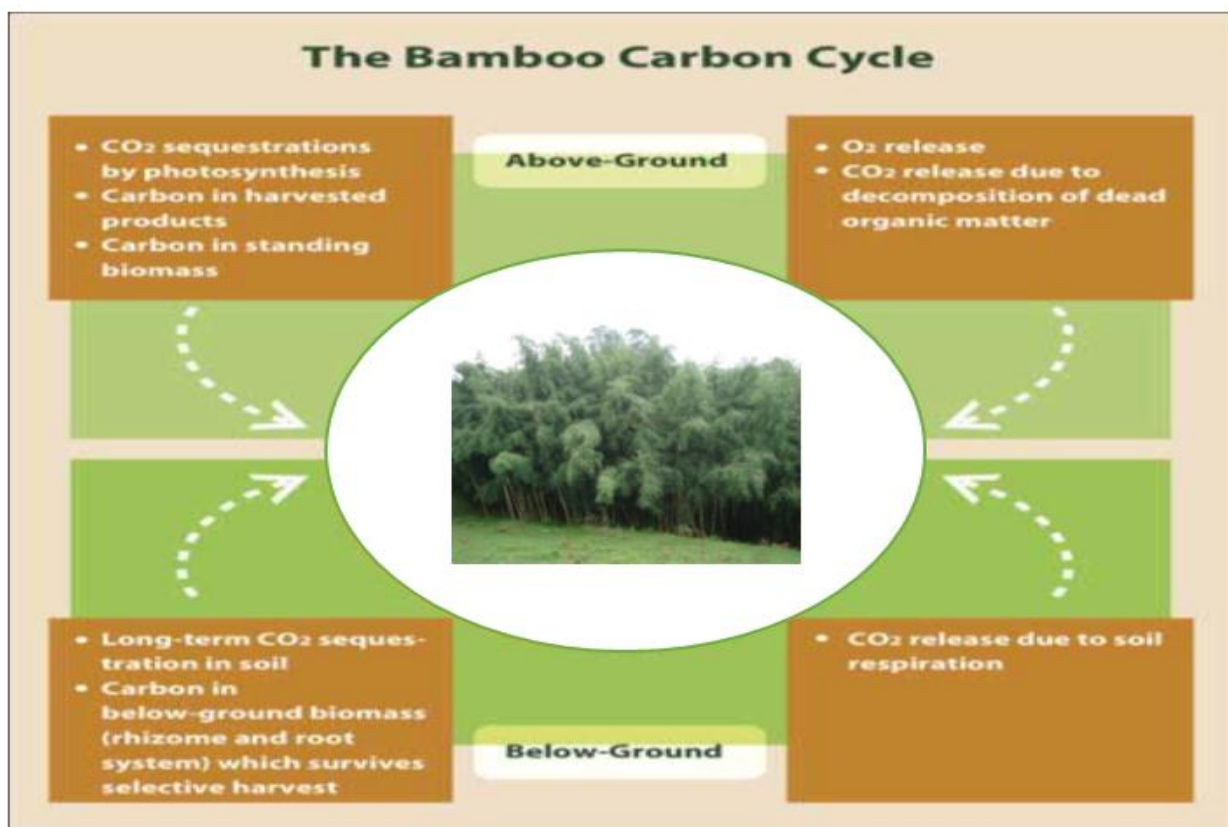 The Bamboo Carbon Cycle
• CO₂ sequestrations
by photosynthesis
• Carbon in harvested
products
• Carbon in standing
biomass
Above-Ground
• O₂ release
• CO₂ release due to
decomposition of dead
organic matter
• Long-term CO₂ seques-
tration in soil
• Carbon in
below-ground biomass
(rhizome and root
system) which survives
selective harvest
Below-Ground
• CO₂ release due to soil
respiration